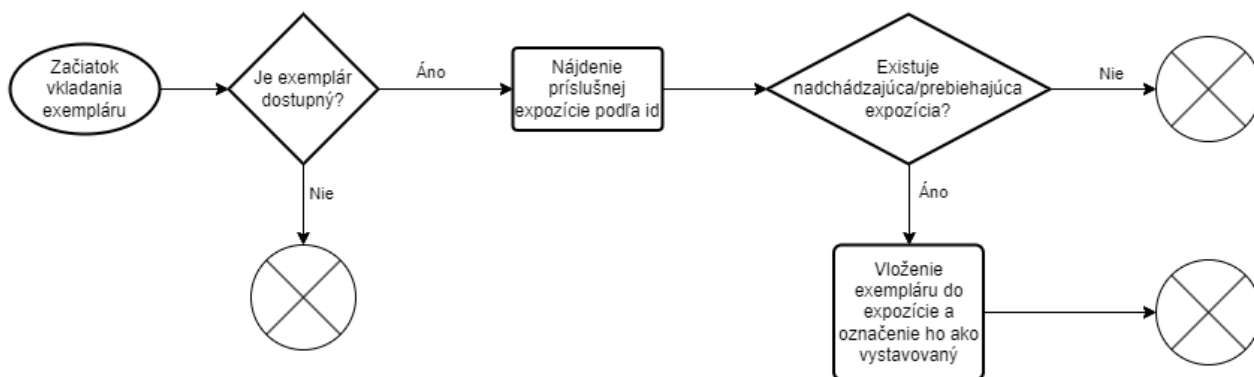 Začiatok
vkladania
exempláru
Je exemplár
dostupný?
Áno
Nájdenie
príslušnej
expozície podľa id
Existuje
nadchádzajúca/prebiehajúca
expozícia?
Nie
Nie
Áno
Vloženie
exempláru do
expozície a
označenie ho ako
vystavovaný